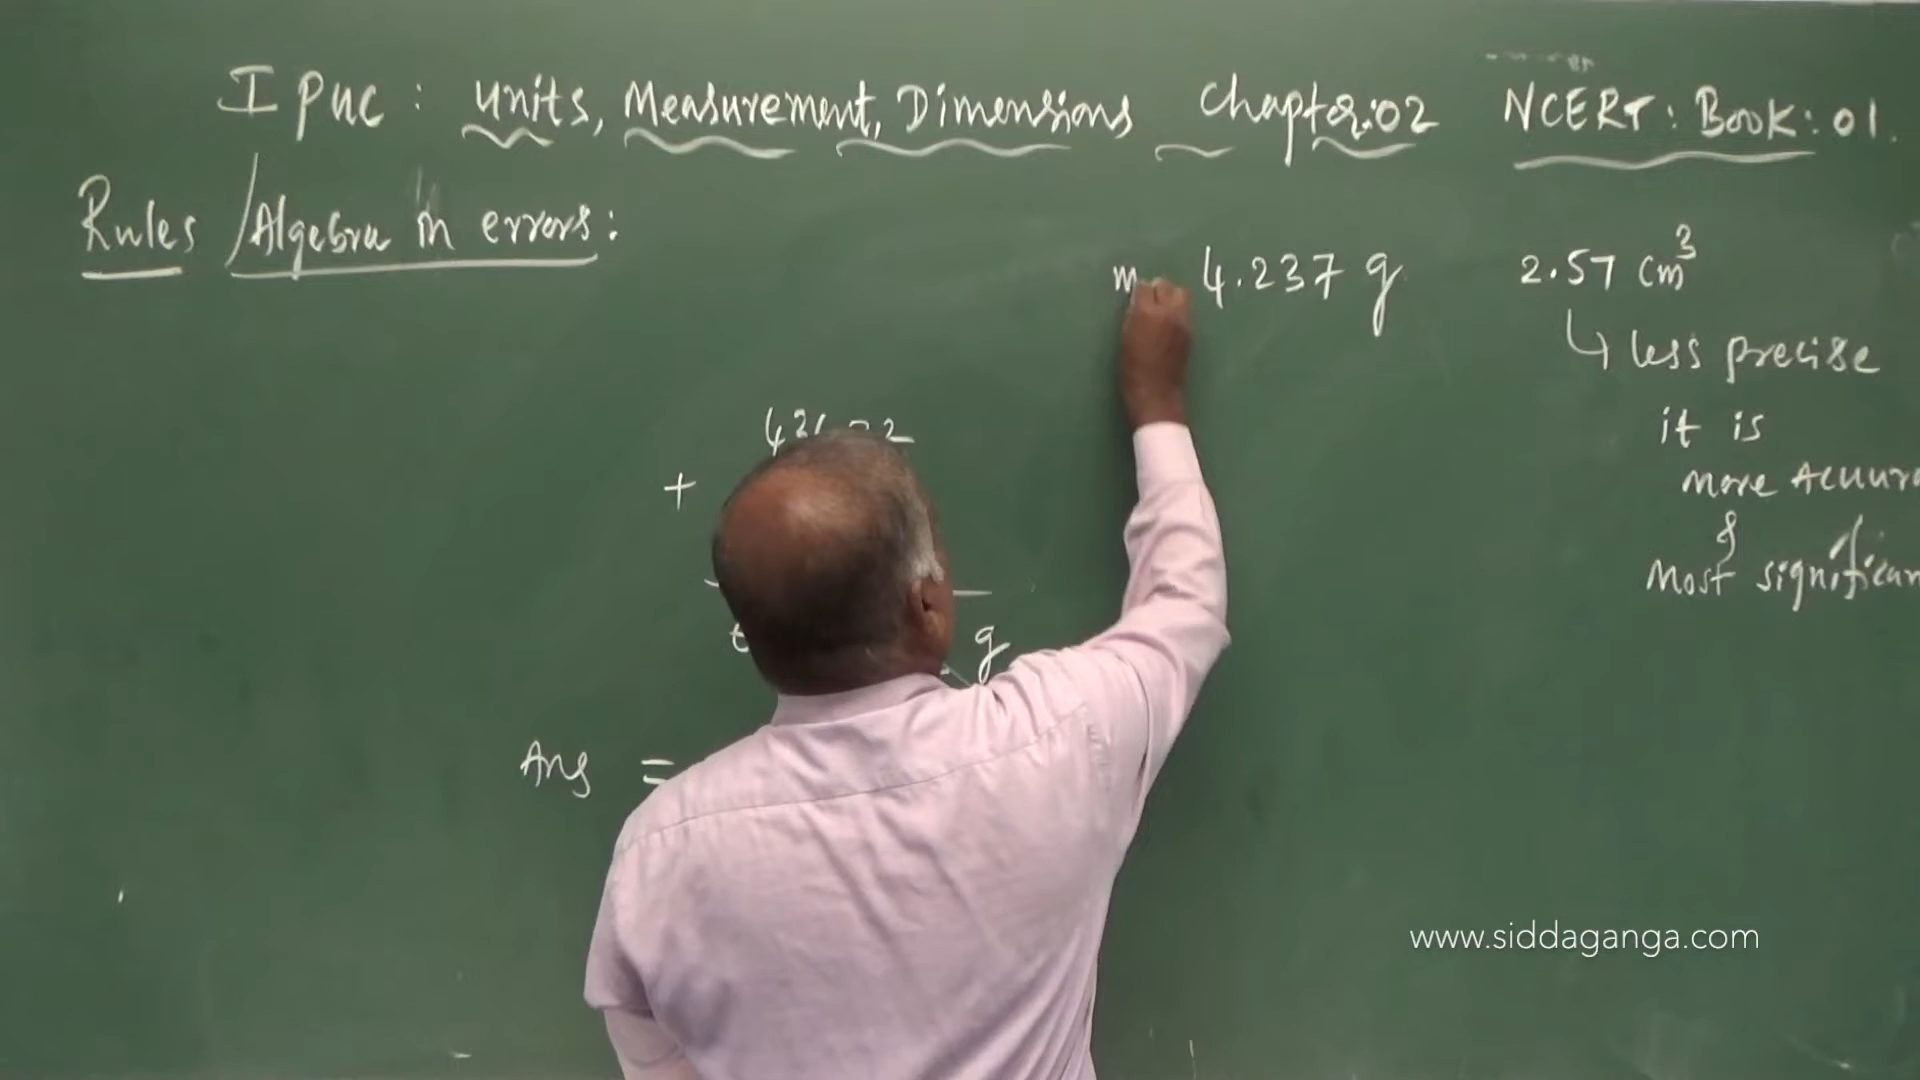 I PUC : units, Measurement, Dimensions Chapter:02 NCERT: Book: 01.
Rules /Algebra in errors:
m 4.237 g 2.57 cm³
↳ less precise
it is
more
&
Most
+
g
Ans =
www.siddaganga.com